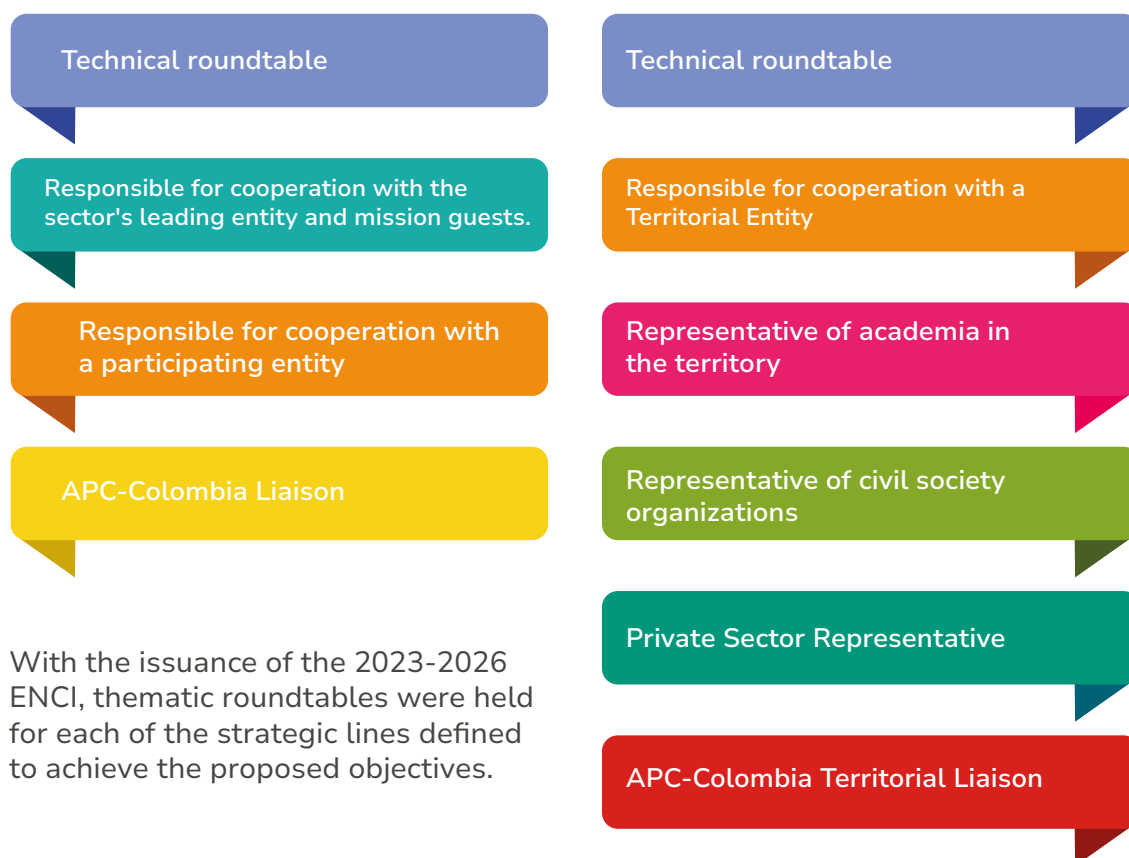 Technical roundtable
Responsible for cooperation with the
sector's leading entity and mission guests.
Responsible for cooperation with
a participating entity
APC-Colombia Liaison
With the issuance of the 2023-2026
ENCI, thematic roundtables were held
for each of the strategic lines defined
to achieve the proposed objectives.
Technical roundtable
Responsible for cooperation with a
Territorial Entity
Representative of academia in
the territory
Representative of civil society
organizations
Private Sector Representative
APC-Colombia Territorial Liaison